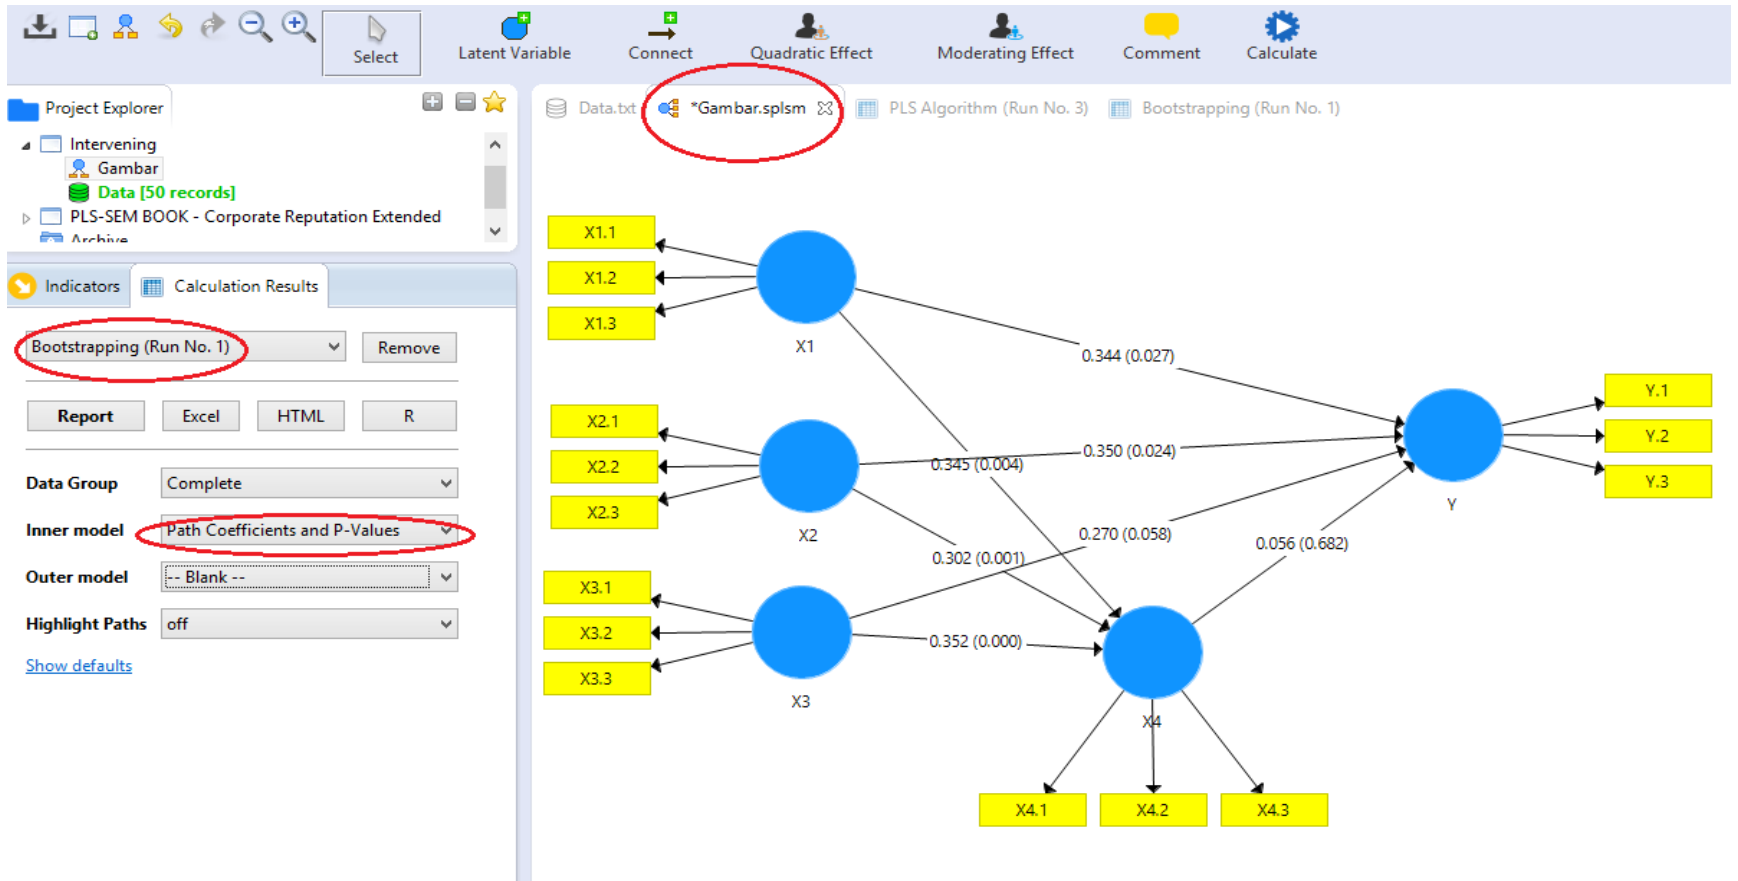 Select
Latent Variable
Connect
Quadratic Effect
Moderating Effect
Comment
Calculate
Project Explorer
Intervening
Gambar
Data [50 records]
PLS-SEM BOOK - Corporate Reputation Extended
Archive
Indicators
Calculation Results
Bootstrapping (Run No. 1)
Remove
Report
Excel
HTML
R
Data Group
Complete
Inner model
Path Coefficients and P-Values
Outer model
-- Blank --
Highlight Paths
off
Show defaults
Data.txt
*Gambar.splsm
PLS Algorithm (Run No. 3)
Bootstrapping (Run No. 1)
X1.1
X1.2
X1.3
X1
0.344 (0.027)
X2.1
X2.2
X2.3
X2
0.345 (0.004)
0.350 (0.024)
Y.1
Y.2
Y.3
Y
0.302 (0.001)
0.270 (0.058)
0.056 (0.682)
X3.1
X3.2
X3.3
X3
0.352 (0.000)
X4
X4.1
X4.2
X4.3